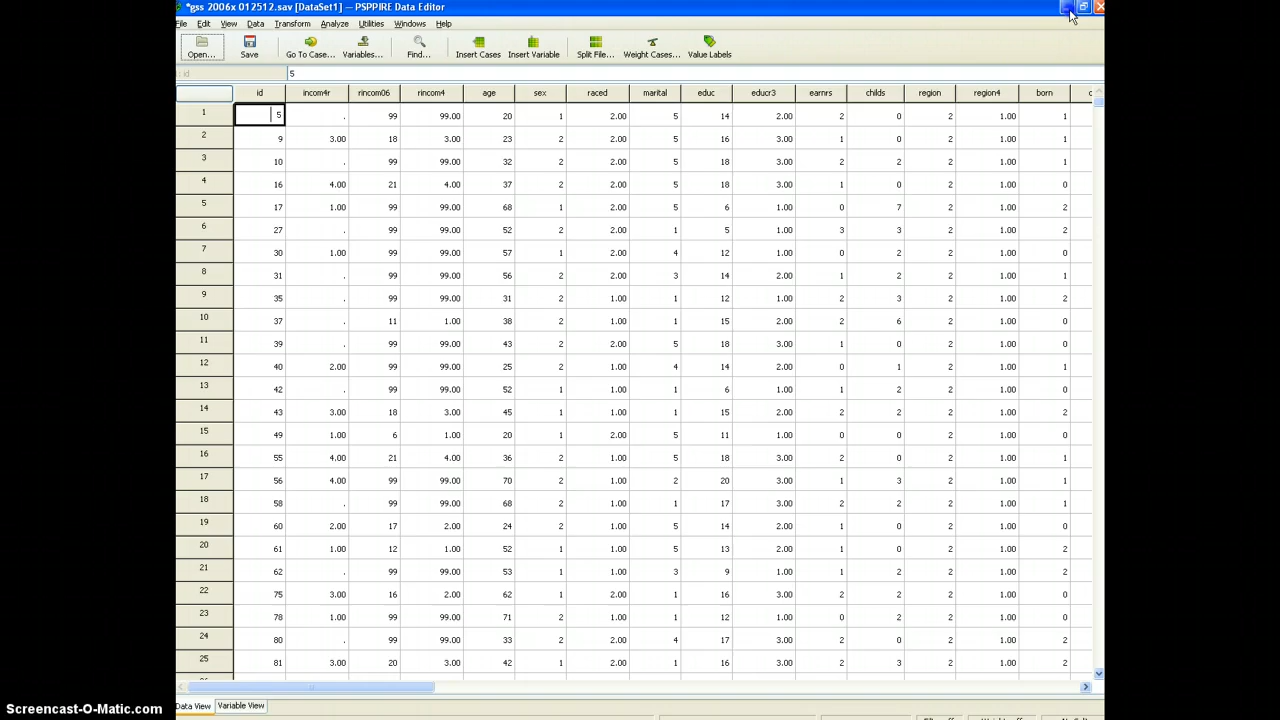 *gss 2006x 012512.sav [DataSet1] — PSPPIRE Data Editor
File Edit View Data Transform Analyze Utilities Windows Help
Open... Save Go To Case... Variables... Find... Insert Cases Insert Variable Split File... Weight Cases... Value Labels
: id 5
id incom4r rincom06 rincom4 age sex raced marital educ educr3 earnrs childs region region4 born
1 5 . 99 99.00 20 2.00 5 14 2.00 2 0 2 1.00 1
2 9 3.00 18 3.00 23 2 2.00 5 16 3.00 1 0 2 1.00 1
3 10 . 99 99.00 32 2 2.00 5 18 3.00 2 2 2 1.00 1
4 16 4.00 21 4.00 37 2 2.00 5 18 3.00 1 0 2 1.00 0
5 17 1.00 99 99.00 68 1 2.00 5 6 1.00 0 7 2 1.00 2
6 27 . 99 99.00 52 2 2.00 1 5 1.00 3 3 2 1.00 2
7 30 1.00 99 99.00 57 1 2.00 4 12 1.00 0 2 2 1.00 0
8 31 . 99 99.00 56 2 2.00 3 14 2.00 1 2 2 1.00 1
9 35 . 99 99.00 31 2 1.00 1 12 1.00 2 3 2 1.00 2
10 37 . 11 1.00 38 2 1.00 1 15 2.00 2 6 2 1.00 0
11 39 . 99 99.00 43 2 2.00 5 18 3.00 1 0 2 1.00 0
12 40 2.00 99 99.00 25 2 1.00 4 14 2.00 0 1 2 1.00 1
13 42 . 99 99.00 52 1 1.00 1 6 1.00 1 2 2 1.00 0
14 43 3.00 18 3.00 45 1 1.00 1 15 2.00 2 2 2 1.00 2
15 49 1.00 6 1.00 20 1 2.00 5 11 1.00 0 0 2 1.00 0
16 55 4.00 21 4.00 36 2 1.00 5 18 3.00 2 0 2 1.00 1
17 56 4.00 99 99.00 70 2 1.00 2 20 3.00 1 3 2 1.00 1
18 58 . 99 99.00 68 2 1.00 1 17 3.00 2 2 2 1.00 1
19 60 2.00 17 2.00 24 2 1.00 5 14 2.00 1 0 2 1.00 0
20 61 1.00 12 1.00 52 1 1.00 5 13 2.00 1 0 2 1.00 2
21 62 . 99 99.00 53 1 1.00 3 9 1.00 1 2 2 1.00 2
22 75 3.00 16 2.00 62 1 2.00 1 16 3.00 2 2 2 1.00 0
23 78 1.00 99 99.00 71 2 1.00 1 12 1.00 0 2 2 1.00 0
24 80 . 99 99.00 33 2 2.00 4 17 3.00 2 0 2 1.00 2
25 81 3.00 20 3.00 42 1 2.00 1 16 3.00 2 3 2 1.00 2
Data View Variable View
Screencast-O-Matic.com